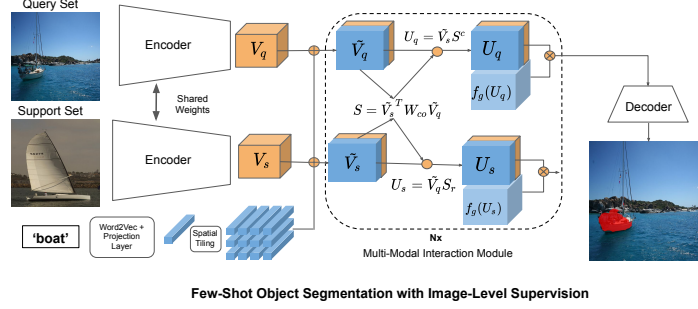 Query Set
Encoder
V_q
Ṽ_q
U_q = Ṽ_s S^c
U_q
f_g(U_q)
Shared
Weights
S = Ṽ_s^T W_co Ṽ_q
Decoder
Support Set
Encoder
V_s
Ṽ_s
U_s = Ṽ_q S_r
U_s
f_g(U_s)
'boat'
Word2Vec +
Projection
Layer
Spatial
Tiling
Nx
Multi-Modal Interaction Module
Few-Shot Object Segmentation with Image-Level Supervision